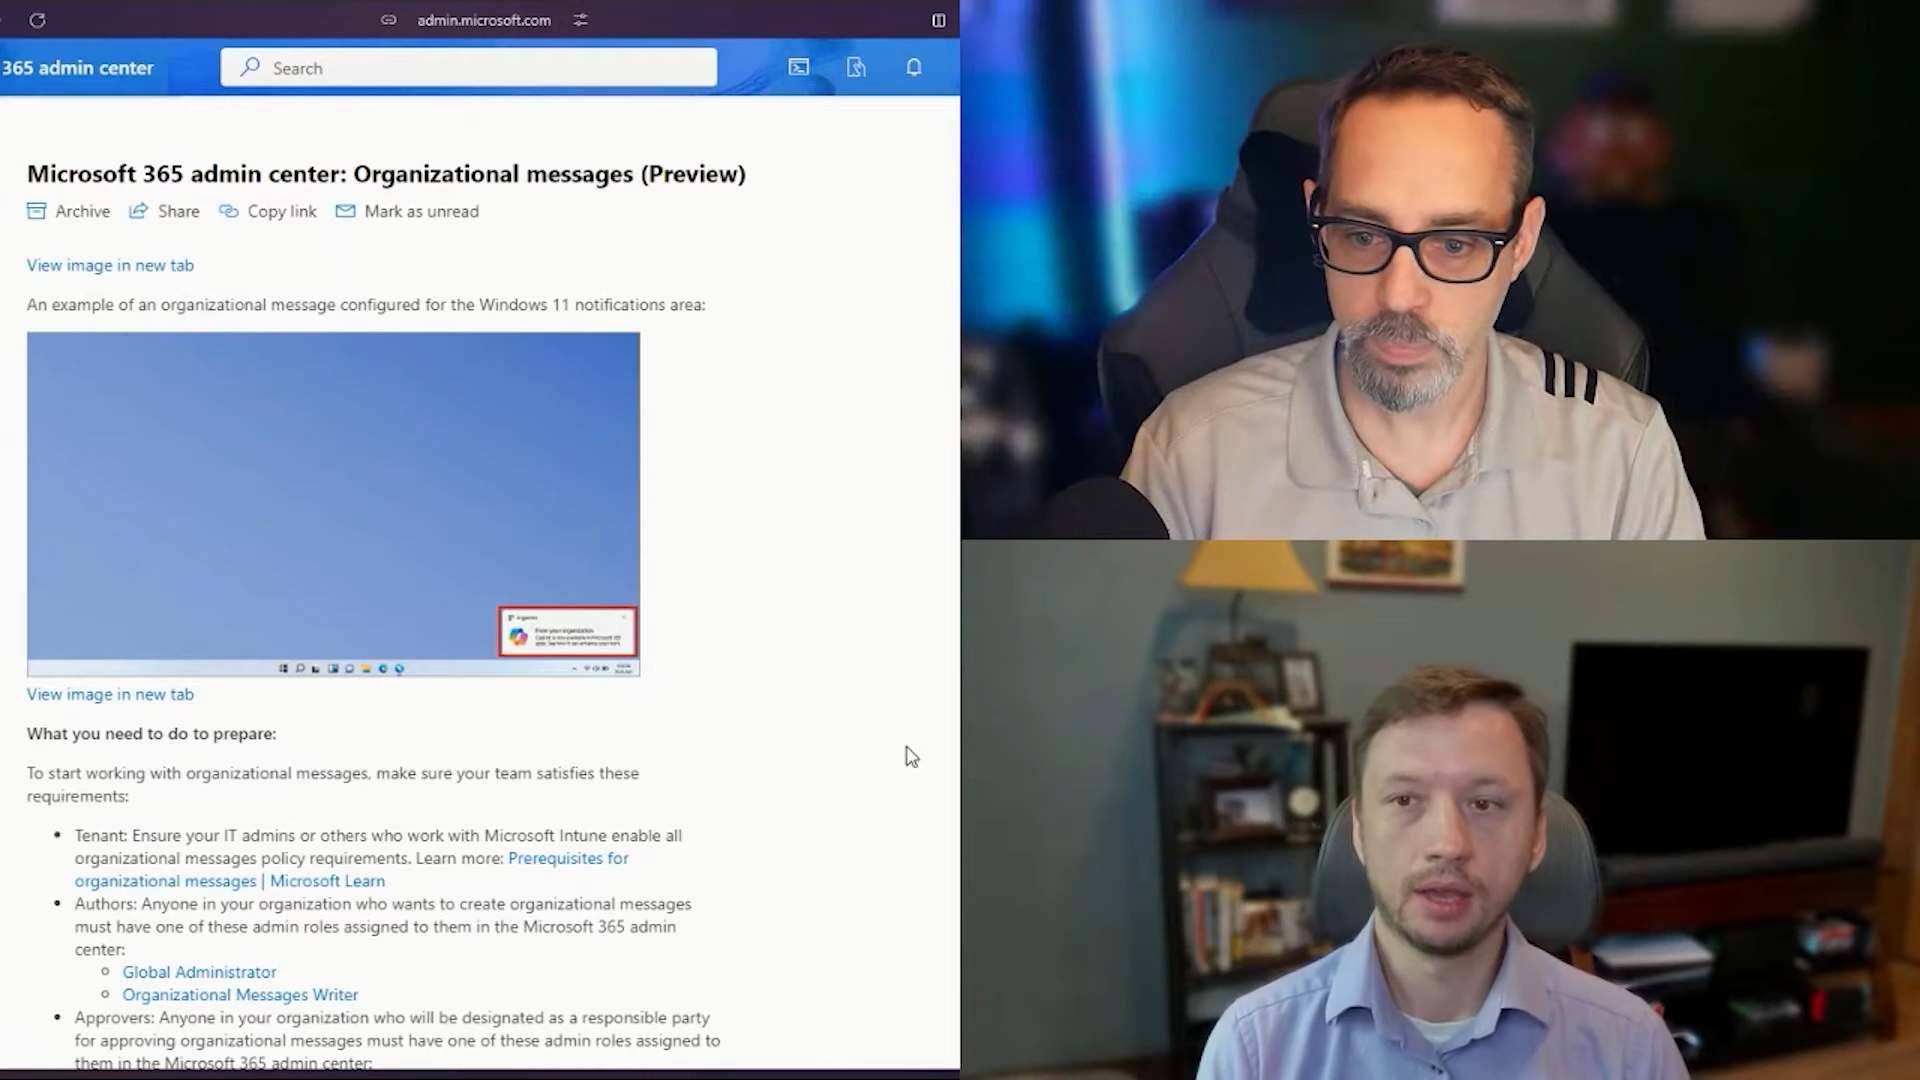 admin.microsoft.com
365 admin center
Search
Microsoft 365 admin center: Organizational messages (Preview)
Archive Share Copy link Mark as unread
View image in new tab
An example of an organizational message configured for the Windows 11 notifications area:
From your organization
View image in new tab
What you need to do to prepare:
To start working with organizational messages, make sure your team satisfies these
requirements:
• Tenant: Ensure your IT admins or others who work with Microsoft Intune enable all
organizational messages policy requirements. Learn more: Prerequisites for
organizational messages | Microsoft Learn
• Authors: Anyone in your organization who wants to create organizational messages
must have one of these admin roles assigned to them in the Microsoft 365 admin
center:
○ Global Administrator
○ Organizational Messages Writer
• Approvers: Anyone in your organization who will be designated as a responsible party
for approving organizational messages must have one of these admin roles assigned to
them in the Microsoft 365 admin center: